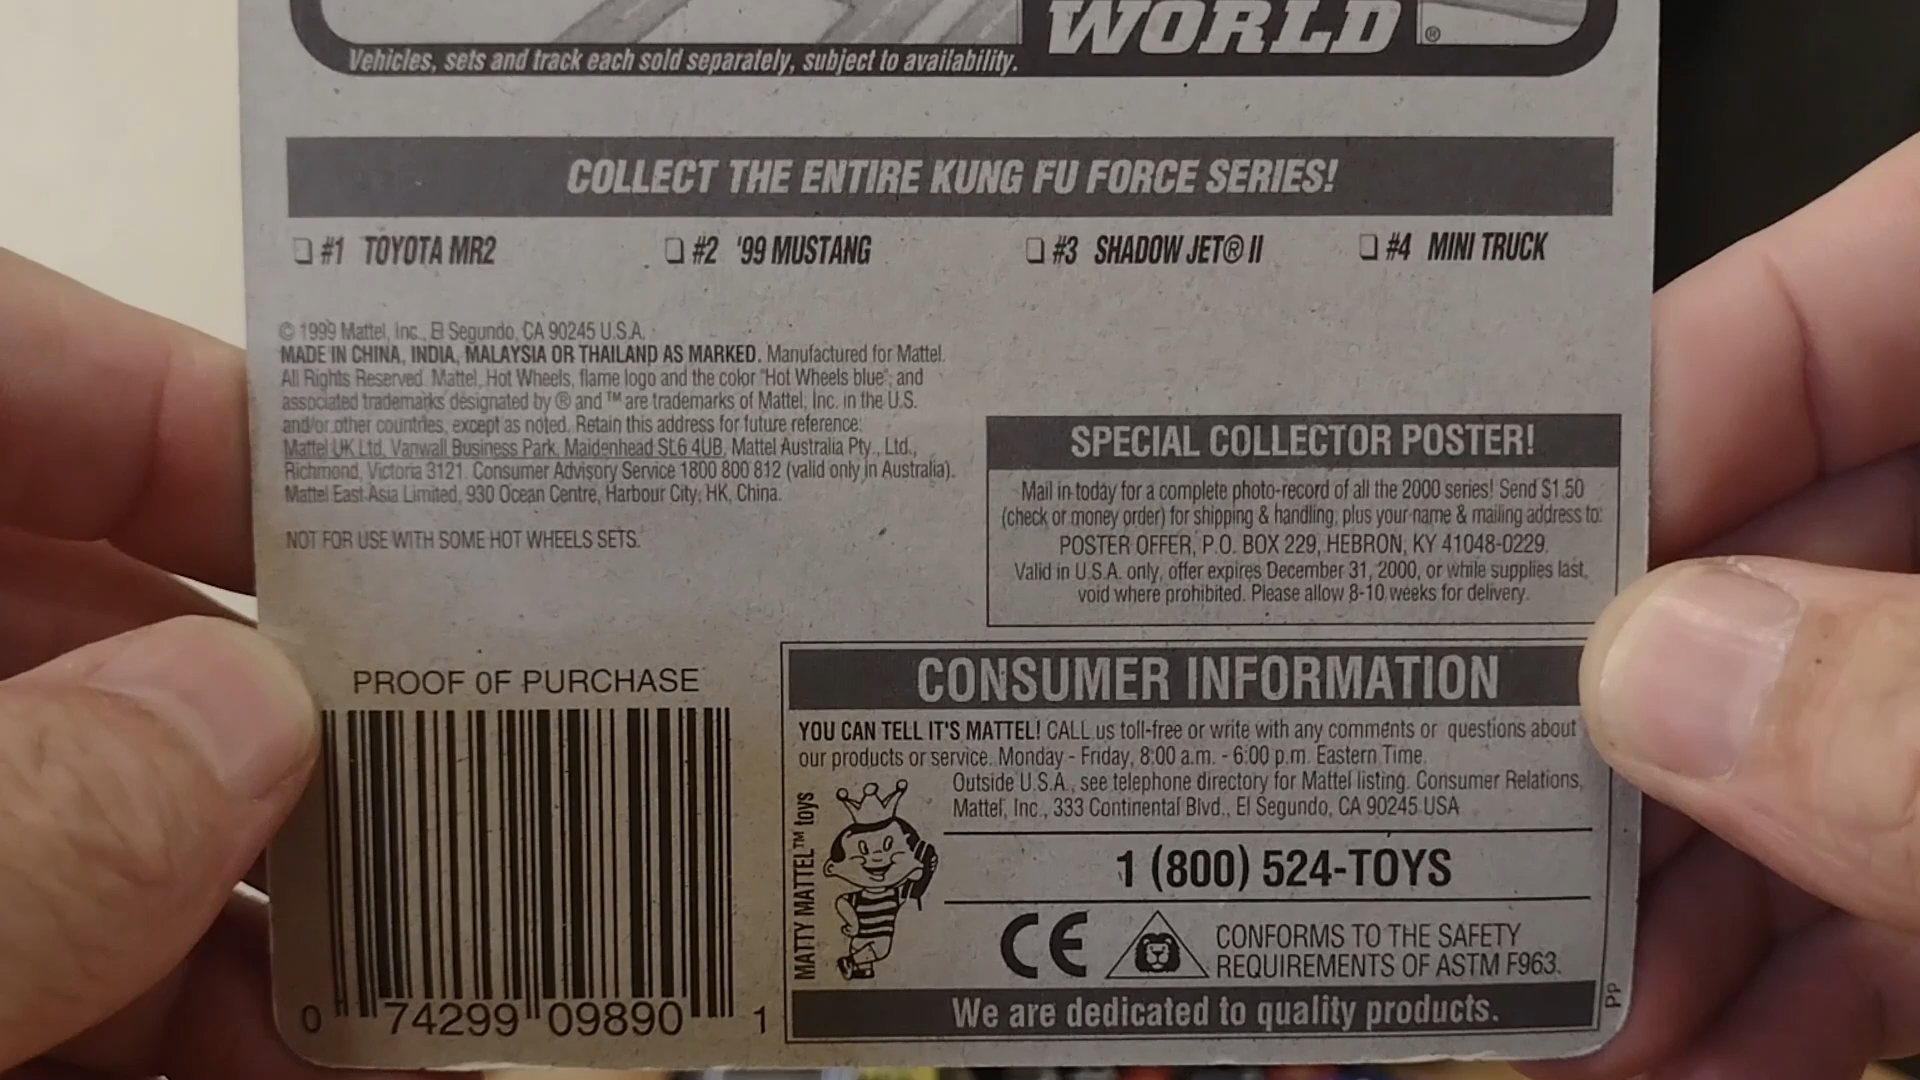 WORLD ®
Vehicles, sets and track each sold separately, subject to availability.
COLLECT THE ENTIRE KUNG FU FORCE SERIES!
❏ #1 TOYOTA MR2 ❏ #2 '99 MUSTANG ❏ #3 SHADOW JET® II ❏ #4 MINI TRUCK
© 1999 Mattel, Inc., El Segundo, CA 90245 U.S.A.
MADE IN CHINA, INDIA, MALAYSIA OR THAILAND AS MARKED. Manufactured for Mattel.
All Rights Reserved. Mattel, Hot Wheels, flame logo and the color "Hot Wheels blue", and
associated trademarks designated by ® and ™ are trademarks of Mattel, Inc. in the U.S.
and/or other countries, except as noted. Retain this address for future reference:
Mattel UK Ltd, Vanwall Business Park, Maidenhead SL6 4UB, Mattel Australia Pty., Ltd.,
Richmond, Victoria 3121. Consumer Advisory Service 1800 800 812 (valid only in Australia).
Mattel East Asia Limited, 930 Ocean Centre, Harbour City, HK, China.
NOT FOR USE WITH SOME HOT WHEELS SETS.
SPECIAL COLLECTOR POSTER!
Mail in today for a complete photo-record of all the 2000 series! Send $1.50
(check or money order) for shipping & handling, plus your name & mailing address to:
POSTER OFFER, P.O. BOX 229, HEBRON, KY 41048-0229.
Valid in U.S.A. only, offer expires December 31, 2000, or while supplies last,
void where prohibited. Please allow 8-10 weeks for delivery.
PROOF OF PURCHASE
0 74299 09890 1
CONSUMER INFORMATION
YOU CAN TELL IT'S MATTEL! CALL us toll-free or write with any comments or questions about
our products or service. Monday - Friday, 8:00 a.m. - 6:00 p.m. Eastern Time.
Outside U.S.A., see telephone directory for Mattel listing. Consumer Relations,
Mattel, Inc., 333 Continental Blvd., El Segundo, CA 90245 USA
MATTY MATTEL™ toys
1 (800) 524-TOYS
CE
CONFORMS TO THE SAFETY
REQUIREMENTS OF ASTM F963.
We are dedicated to quality products.
PP